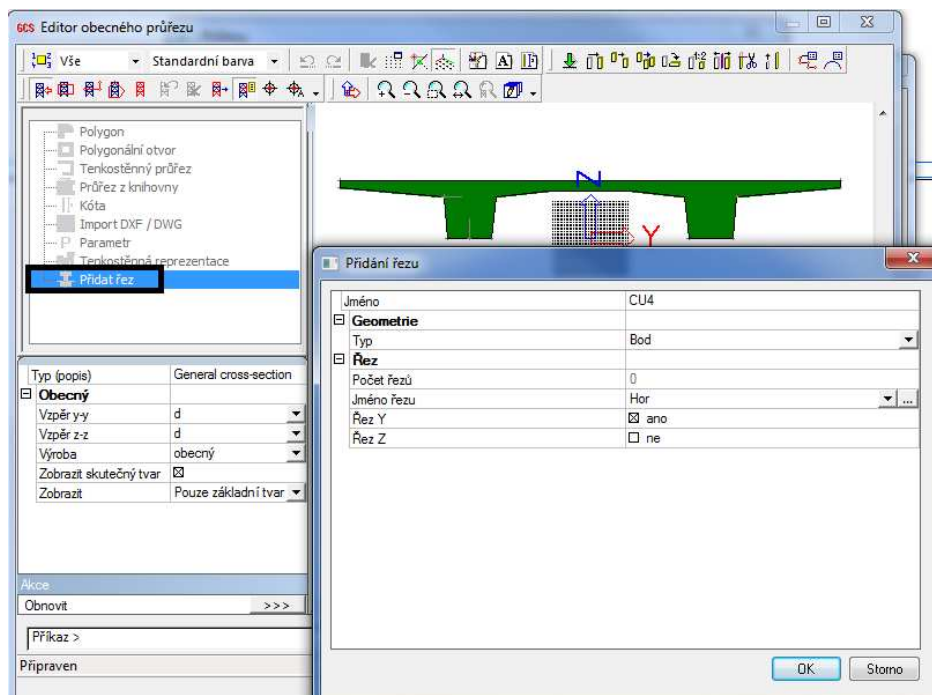 GCS Editor obecného průřezu
Vše Standardní barva
Polygon
Polygonální otvor
Tenkostěnný průřez
Průřez z knihovny
Kóta
Import DXF / DWG
Parametr
Tenkostěnná reprezentace
Přidat řez
Z
Y
Typ (popis) General cross-section
Obecný
Vzpěr y-y d
Vzpěr z-z d
Výroba obecný
Zobrazit skutečný tvar
Zobrazit Pouze základní tvar
Akce
Obnovit >>>
Příkaz >
Připraven
Přidání řezu
Jméno CU4
Geometrie
Typ Bod
Řez
Počet řezů 0
Jméno řezu Hor ...
Řez Y ano
Řez Z ne
OK Storno